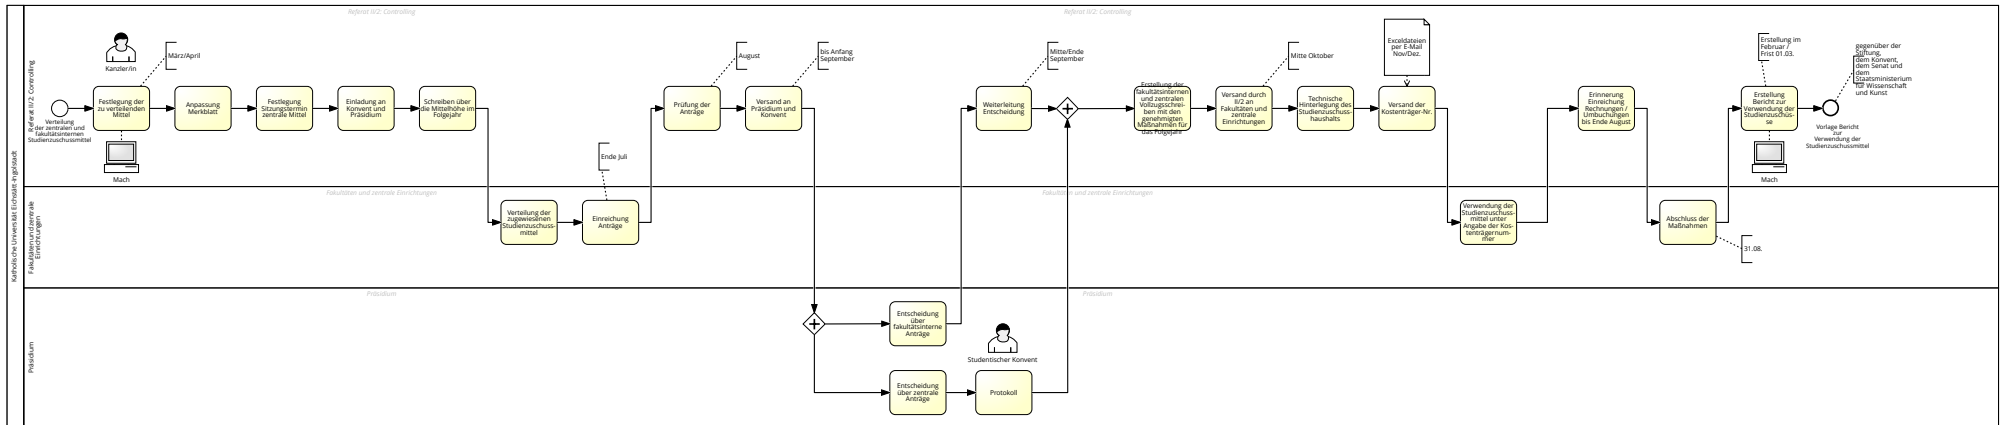 Katholische Universität Eichstätt-Ingolstadt
Referat II/2: Controlling
Referat II/2: Controlling
Referat II/2: Controlling
Kanzler/in
März/April
Verteilung
der zentralen und
fakultätsinternen
Studienzuschussmittel
Festlegung der
zu verteilenden
Mittel
Mach
Anpassung
Merkblatt
Festlegung
Sitzungstermin
zentrale Mittel
Einladung an
Konvent und
Präsidium
Schreiben über
die Mittelhöhe im
Folgejahr
Ende Juli
August
Prüfung der
Anträge
bis Anfang
September
Versand an
Präsidium und
Konvent
Mitte/Ende
September
Weiterleitung
Entscheidung
Erstellung der
fakultätsinternen
und zentralen
Vollzugsschrei-
ben mit den
genehmigten
Maßnahmen für
das Folgejahr
Mitte Oktober
Versand durch
II/2 an
Fakultäten und
zentrale
Einrichtungen
Technische
Hinterlegung des
Studienzuschuss-
haushalts
Exceldateien
per E-Mail
Nov/Dez.
Versand der
Kostenträger-Nr.
Erinnerung
Einreichung
Rechnungen /
Umbuchungen
bis Ende August
Erstellung im
Februar /
Frist 01.03.
Erstellung
Bericht zur
Verwendung der
Studienzuschüs-
se
Mach
gegenüber der
Stiftung,
dem Konvent,
dem Senat und
dem
Staatsministerium
für Wissenschaft
und Kunst
Vorlage Bericht
zur
Verwendung der
Studienzuschussmittel
Fakultäten und zentrale
Einrichtungen
Fakultäten und zentrale Einrichtungen
Fakultäten und zentrale Einrichtungen
Verteilung der
zugewiesenen
Studienzuschuss-
mittel
Einreichung
Anträge
Verwendung der
Studienzuschuss-
mittel unter
Angabe der Kos-
tenträgernum-
mer
Abschluss der
Maßnahmen
31.08.
Präsidium
Präsidium
Präsidium
Entscheidung
über
fakultätsinterne
Anträge
Studentischer Konvent
Entscheidung
über zentrale
Anträge
Protokoll